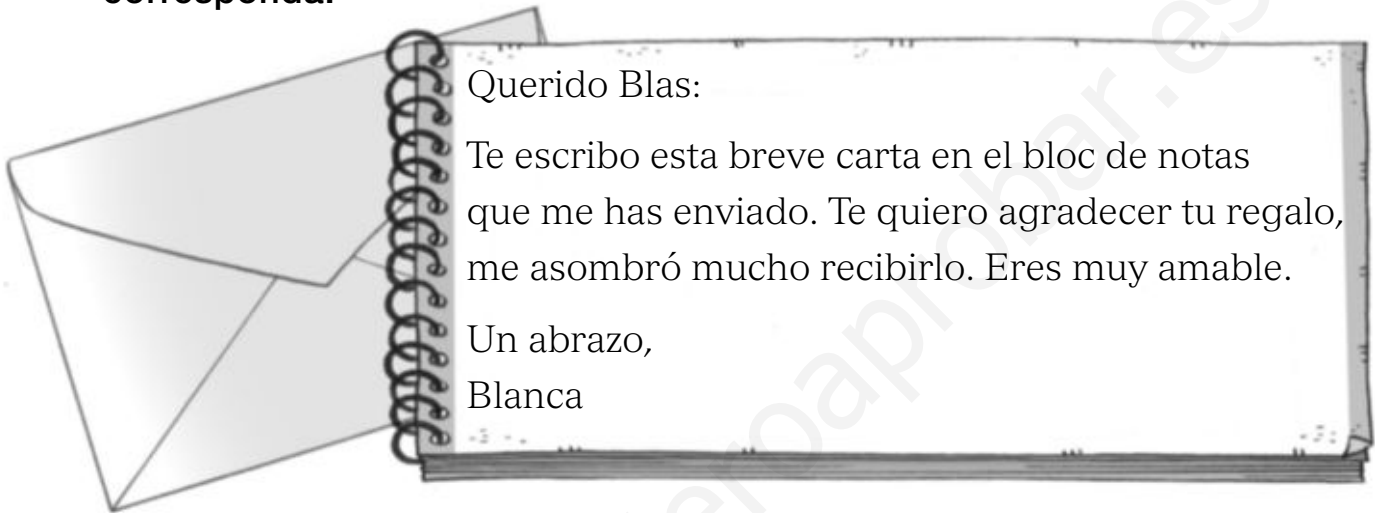 corresponda.
Querido Blas:
Te escribo esta breve carta en el bloc de notas
que me has enviado. Te quiero agradecer tu regalo,
me asombró mucho recibirlo. Eres muy amable.
Un abrazo,
Blanca